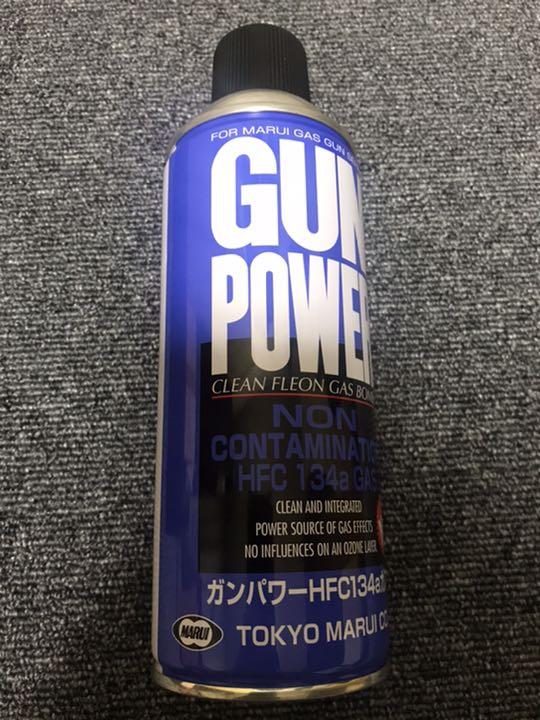 FOR MARUI GAS GUN
GUN
POWER
CLEAN FLEON GAS
NON
CONTAMINATIO
HFC 134a GAS
CLEAN AND INTEGRATED
POWER SOURCE OF GAS EFFECTS
NO INFLUENCES ON AN OZONE LAYER
ガンパワーHFC134a
MARUI
TOKYO MARUI CO